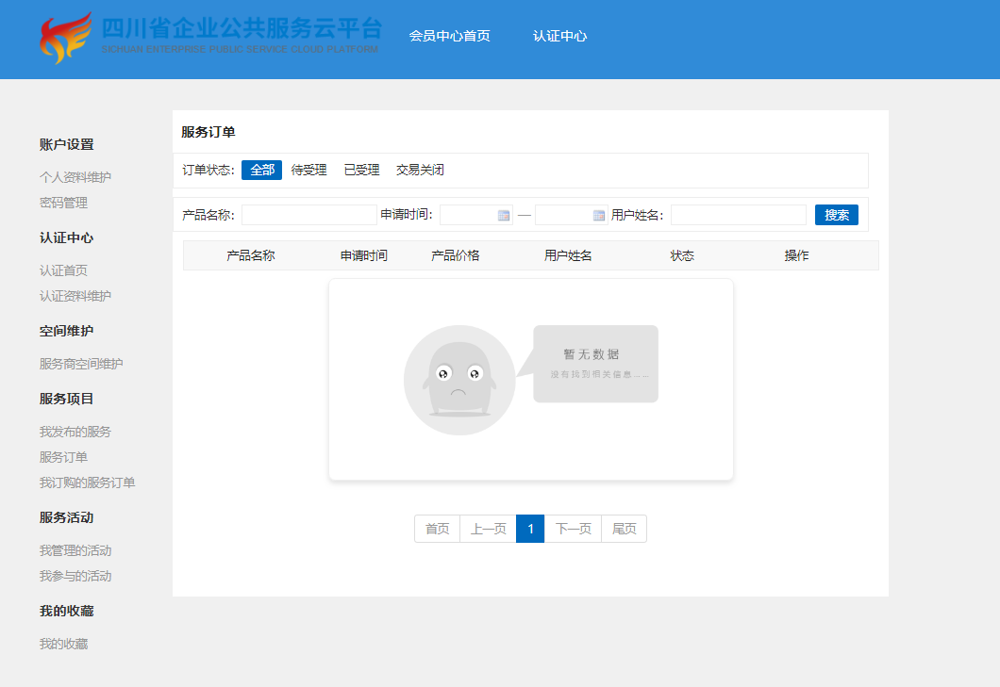 四川省企业公共服务云平台
SICHUAN ENTERPRISE PUBLIC SERVICE CLOUD PLATFORM
会员中心首页 认证中心
账户设置
个人资料维护
密码管理
认证中心
认证首页
认证资料维护
空间维护
服务商空间维护
服务项目
我发布的服务
服务订单
我订购的服务订单
服务活动
我管理的活动
我参与的活动
我的收藏
我的收藏
服务订单
订单状态: 全部 待受理 已受理 交易关闭
产品名称: 申请时间: — 用户姓名: 搜索
产品名称 申请时间 产品价格 用户姓名 状态 操作
暂无数据
没有找到相关信息……
首页 上一页 1 下一页 尾页